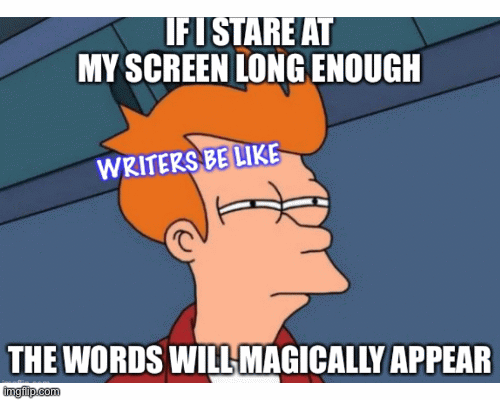 IF I STARE AT
MY SCREEN LONG ENOUGH
WRITERS BE LIKE
THE WORDS WILL MAGICALLY APPEAR
imgflip.com